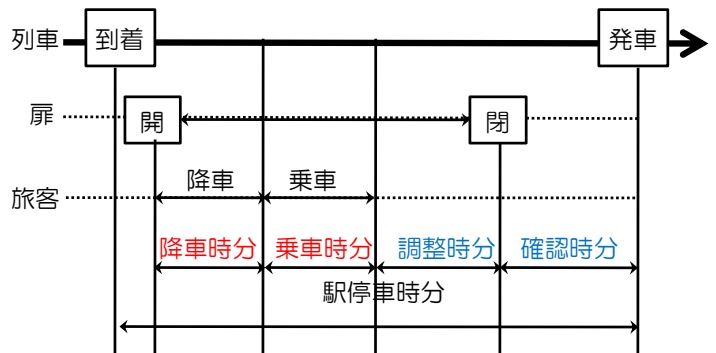 列車 到着 発車
扉 開 閉
旅客 降車 乗車
降車時分 乗車時分 調整時分 確認時分
駅停車時分